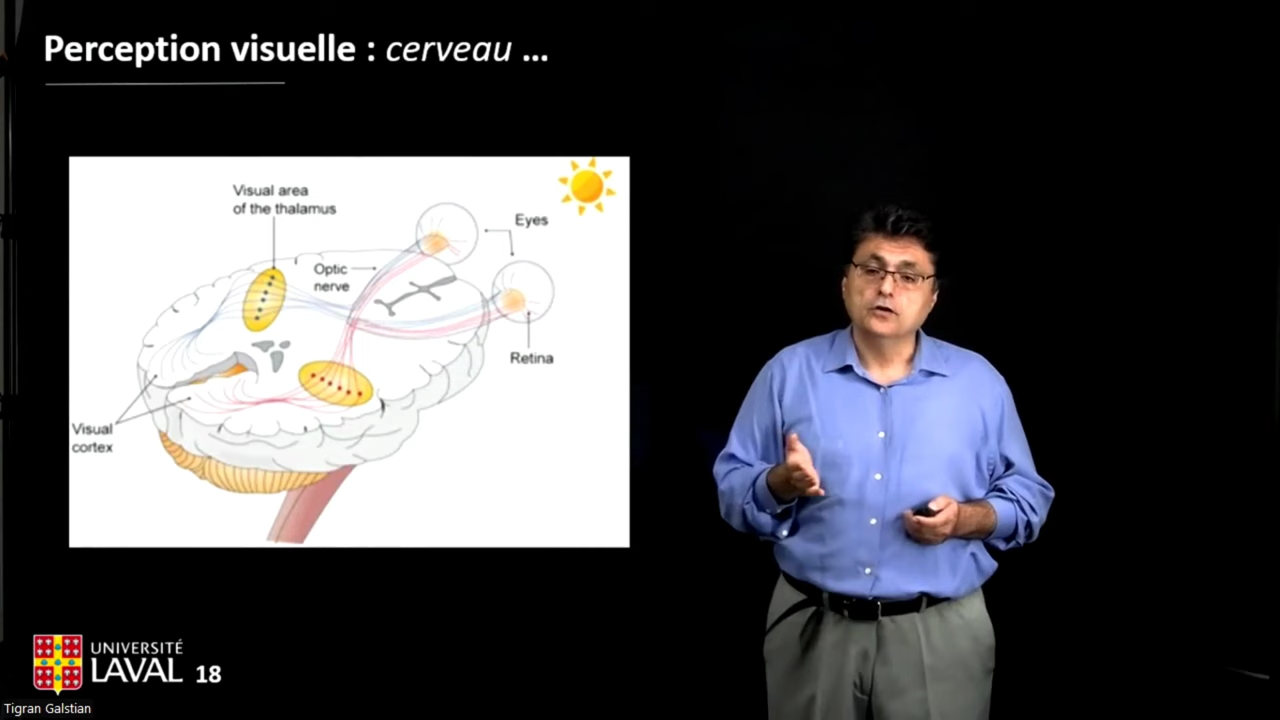 Perception visuelle : cerveau ...
Visual area
of the thalamus
Eyes
Optic
nerve
Retina
Visual
cortex
UNIVERSITÉ
LAVAL 18
Tigran Galstian